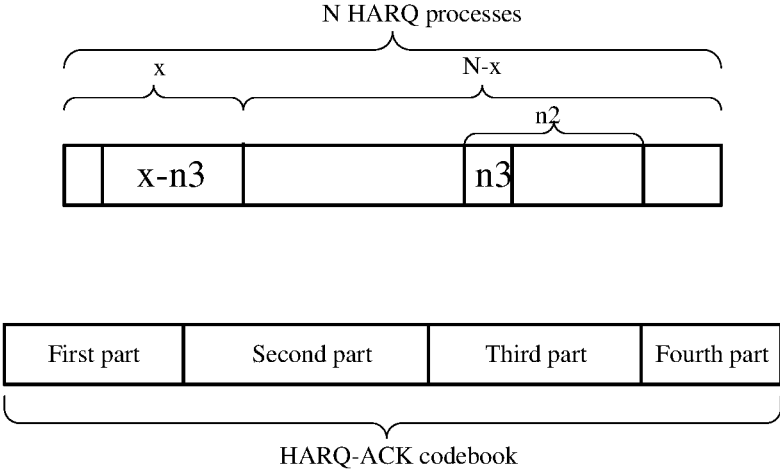 N HARQ processes
x
N-x
n2
x-n3
n3
First part
Second part
Third part
Fourth part
HARQ-ACK codebook